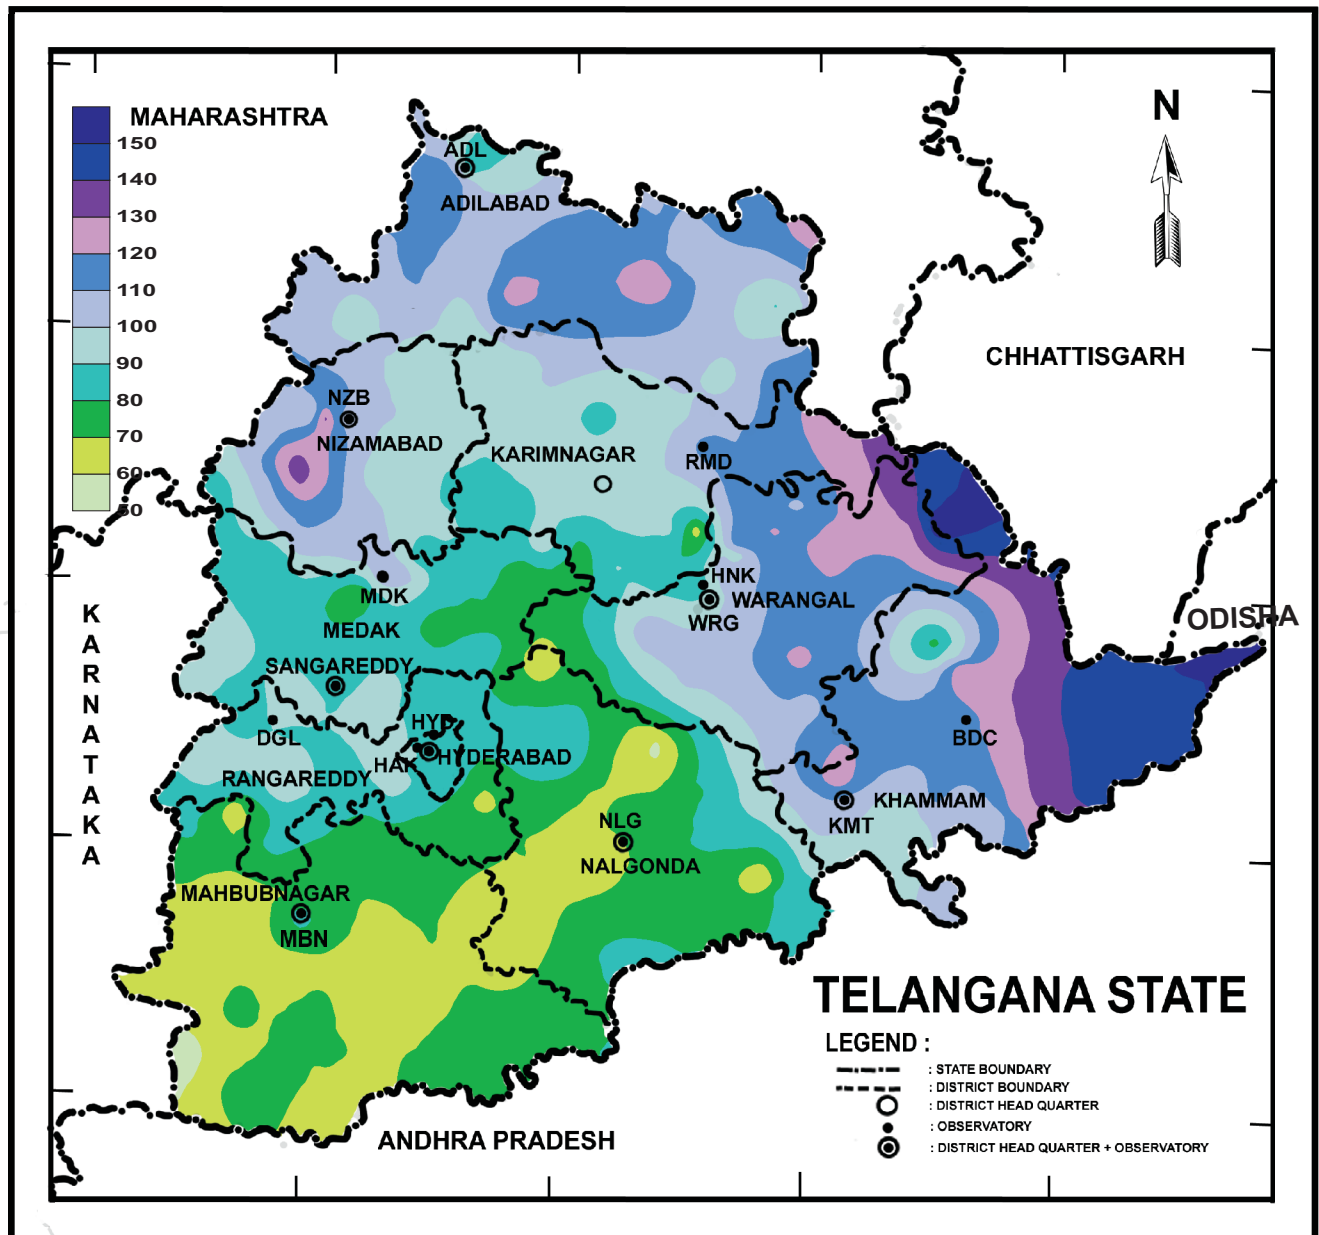 MAHARASHTRA
N
150
140
130
120
110
100
90
80
70
60
50
ADL
ADILABAD
CHHATTISGARH
NZB
NIZAMABAD
KARIMNAGAR
RMD
HNK
WARANGAL
WRG
MDK
MEDAK
ODISHA
KARNATAKA
SANGAREDDY
HYD
DGL
HAK
HYDERABAD
RANGAREDDY
BDC
KHAMMAM
KMT
NLG
NALGONDA
MAHBUBNAGAR
MBN
TELANGANA STATE
LEGEND :
: STATE BOUNDARY
: DISTRICT BOUNDARY
: DISTRICT HEAD QUARTER
: OBSERVATORY
: DISTRICT HEAD QUARTER + OBSERVATORY
ANDHRA PRADESH